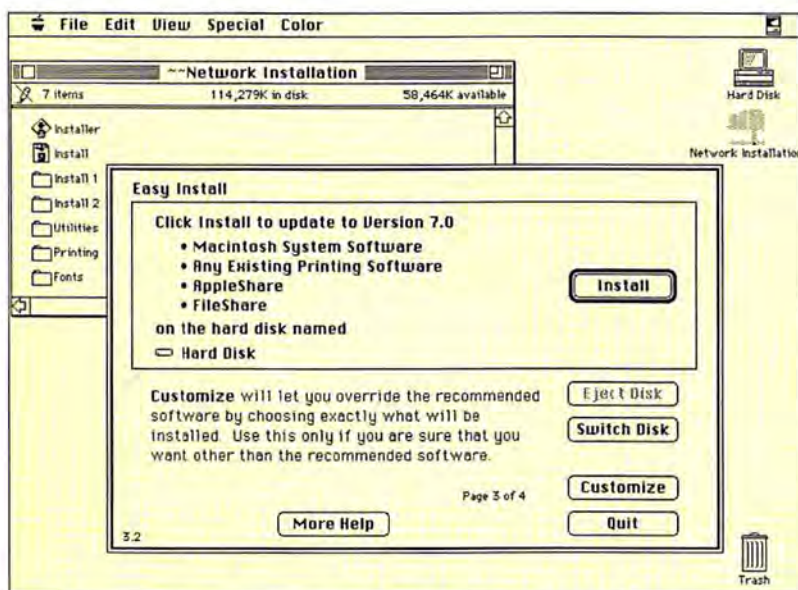 File Edit View Special Color
~~Network Installation
7 items 114,279K in disk 58,464K available
Installer
Install
Install 1
Install 2
Utilities
Printing
Fonts
Hard Disk
Network Installation
Easy Install
Click Install to update to Version 7.0
• Macintosh System Software
• Any Existing Printing Software
• AppleShare
• FileShare
on the hard disk named
Hard Disk
Install
Customize will let you override the recommended
software by choosing exactly what will be
installed. Use this only if you are sure that you
want other than the recommended software.
Eject Disk
Switch Disk
Page 3 of 4
Customize
3.2
More Help
Quit
Trash